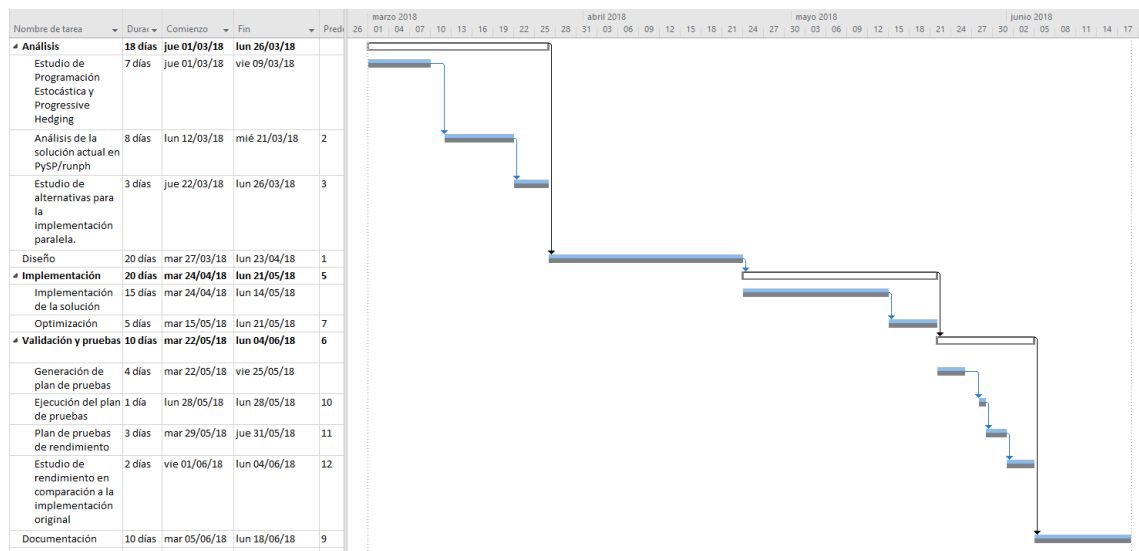 marzo 2018 abril 2018 mayo 2018 junio 2018
Nombre de tarea Durac Comienzo Fin Prede 26 01 04 07 10 13 16 19 22 25 28 31 03 06 09 12 15 18 21 24 27 30 03 06 09 12 15 18 21 24 27 30 02 05 08 11 14 17
Análisis 18 días jue 01/03/18 lun 26/03/18
Estudio de 7 días jue 01/03/18 vie 09/03/18
Programación
Estocástica y
Progressive
Hedging
Análisis de la 8 días lun 12/03/18 mié 21/03/18 2
solución actual en
PySP/runph
Estudio de 3 días jue 22/03/18 lun 26/03/18 3
alternativas para
la
implementación
paralela.
Diseño 20 días mar 27/03/18 lun 23/04/18 1
Implementación 20 días mar 24/04/18 lun 21/05/18 5
Implementación 15 días mar 24/04/18 lun 14/05/18
de la solución
Optimización 5 días mar 15/05/18 lun 21/05/18 7
Validación y pruebas 10 días mar 22/05/18 lun 04/06/18 6
Generación de 4 días mar 22/05/18 vie 25/05/18
plan de pruebas
Ejecución del plan 1 día lun 28/05/18 lun 28/05/18 10
de pruebas
Plan de pruebas 3 días mar 29/05/18 jue 31/05/18 11
de rendimiento
Estudio de 2 días vie 01/06/18 lun 04/06/18 12
rendimiento en
comparación a la
implementación
original
Documentación 10 días mar 05/06/18 lun 18/06/18 9